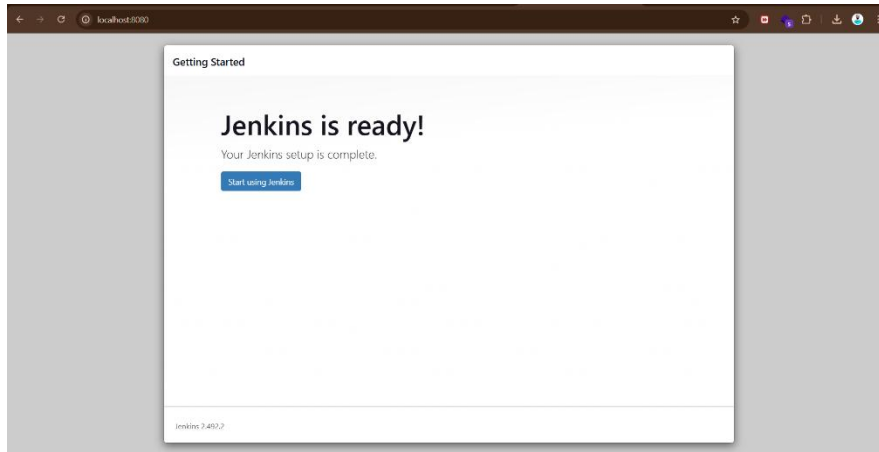 localhost:8080
Getting Started
Jenkins is ready!
Your Jenkins setup is complete.
Start using Jenkins
Jenkins 2.492.2